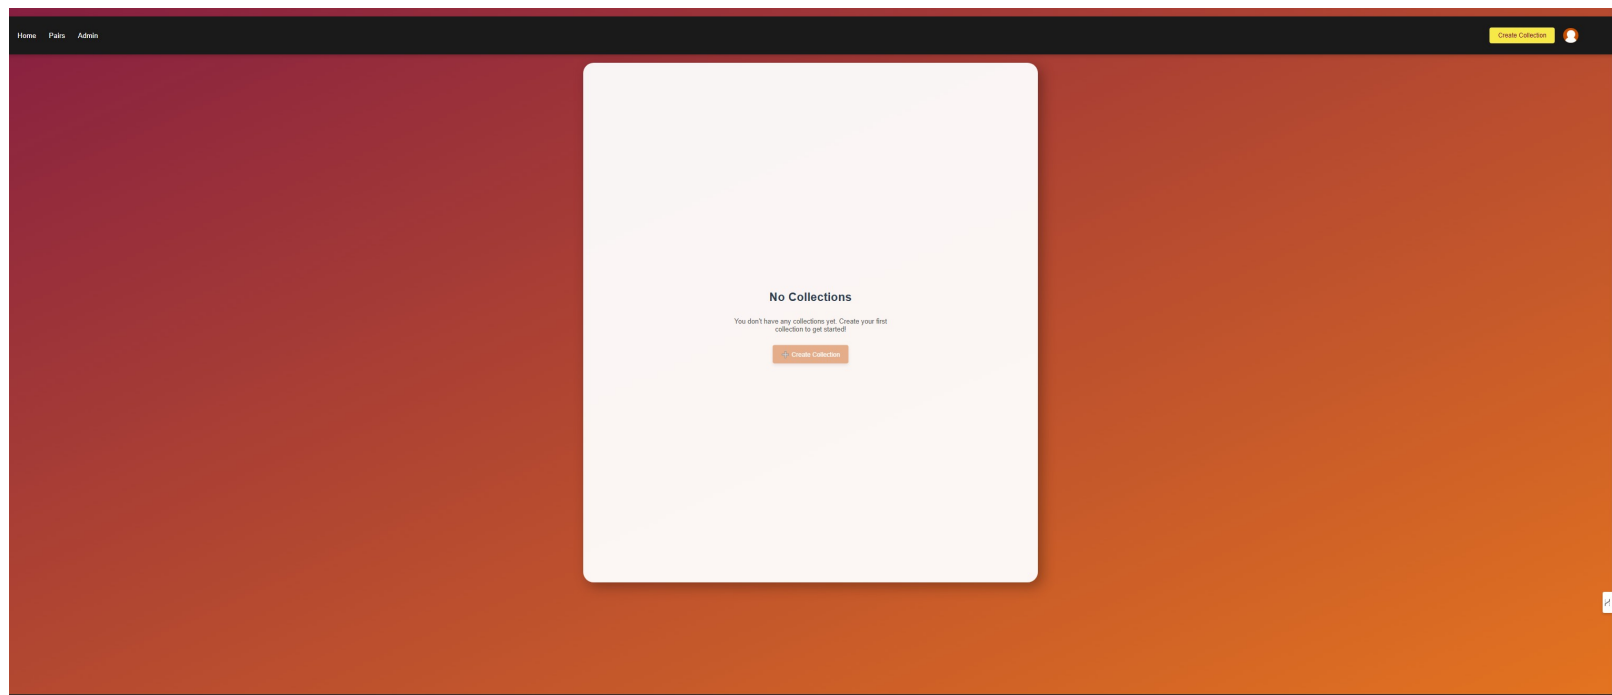 Home Pairs Admin Create Collection
No Collections
You don't have any collections yet. Create your first
collection to get started!
Create Collection